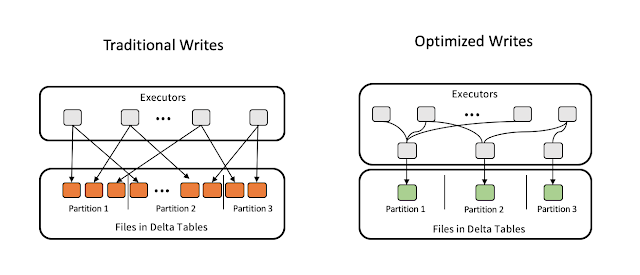 Traditional Writes
Executors
...
...
Partition 1
Partition 2
Partition 3
Files in Delta Tables
Optimized Writes
Executors
...
Partition 1
Partition 2
Partition 3
Files in Delta Tables